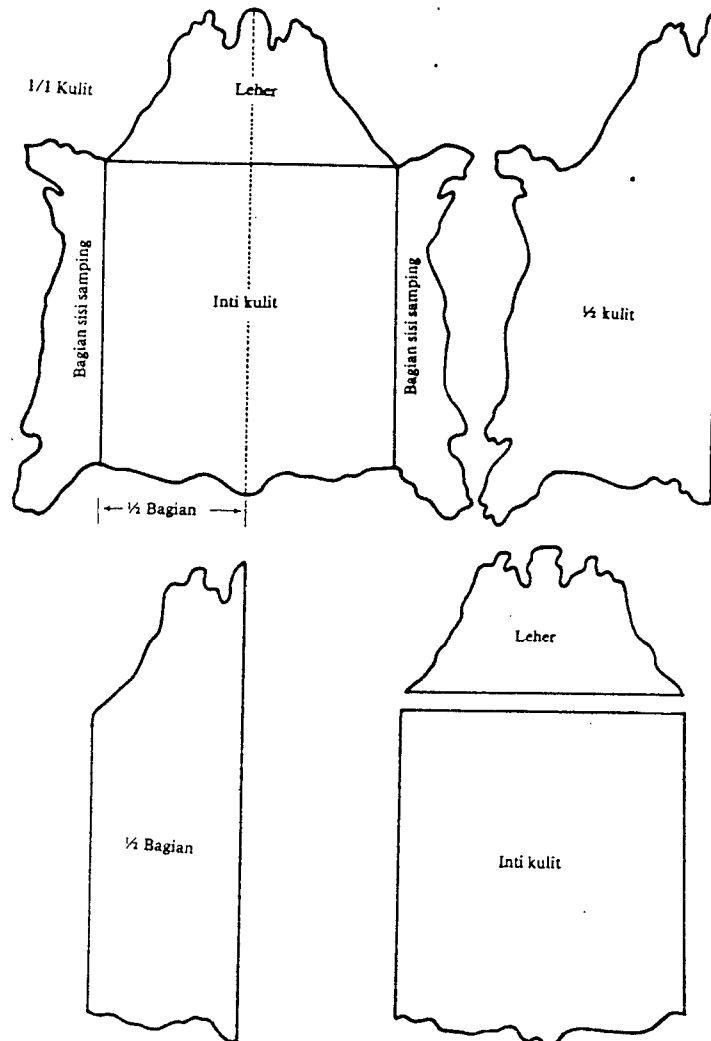 1/1 Kulit
Leher
Bagian sisi samping
Inti kulit
Bagian sisi samping
½ kulit
½ Bagian
Leher
½ Bagian
Inti kulit